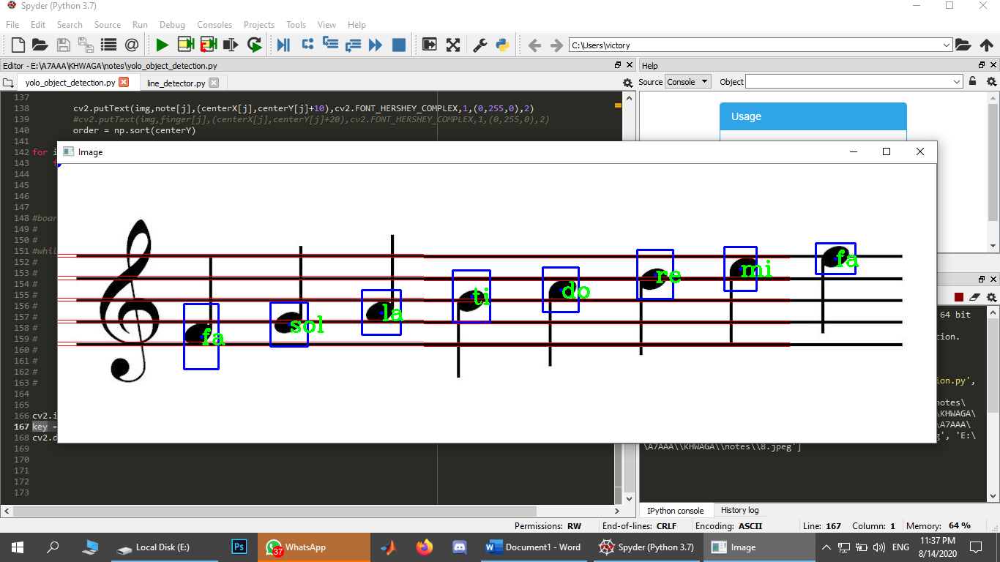 Spyder (Python 3.7)
File Edit Search Source Run Debug Consoles Projects Tools View Help
C:\Users\victory
Editor - E:\A7AAA\KHWAGA\notes\yolo_object_detection.py
Help
yolo_object_detection.py line_detector.py
Source Console Object
Usage
137
138 cv2.putText(img,note[j],(centerX[j],centerY[j]+10),cv2.FONT_HERSHEY_COMPLEX,1,(0,255,0),2)
139 #cv2.putText(img,finger[j],(centerX[j],centerY[j]+20),cv2.FONT_HERSHEY_COMPLEX,1,(0,255,0),2)
140 order = np.sort(centerY)
141
142 for i
143
144
145
146
147
148 #boar
149 #
150 #
151 #whil
152 #
153 #
154 #
155 #
156 #
157 #
158 #
159 #
160 #
161 #
162 #
163 #
164
165
166 cv2.i
167 key =
168 cv2.d
169
170
171
172
173
Image
fa sol la ti do re mi fa
64 bit
ion.
ion.py',
notes\
\KHWAGA\
\A7AAA\
g', 'E:\
\A7AAA\\KHWAGA\\notes\\8.jpeg']
IPython console History log
Permissions: RW End-of-lines: CRLF Encoding: ASCII Line: 167 Column: 1 Memory: 64 %
Local Disk (E:) Ps 37 WhatsApp Document1 - Word Spyder (Python 3.7) Image ENG 11:37 PM
8/14/2020